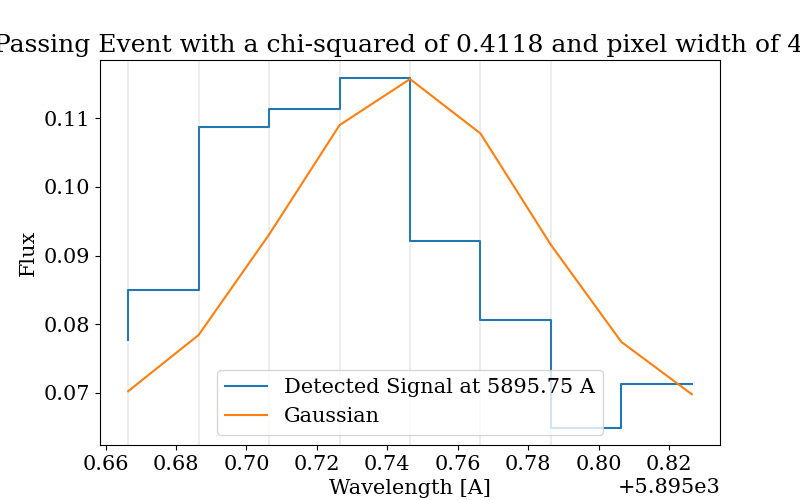 Passing Event with a chi-squared of 0.4118 and pixel width of 4
Flux
0.11
0.10
0.09
0.08
0.07
Detected Signal at 5895.75 A
Gaussian
0.66 0.68 0.70 0.72 0.74 0.76 0.78 0.80 0.82
Wavelength [A]
+5.895e3